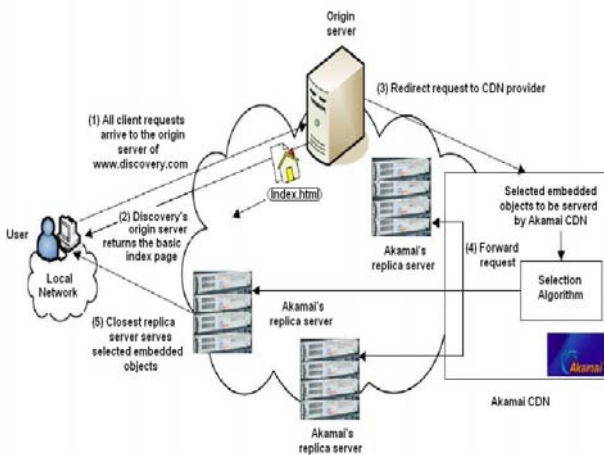 Origin
server
(3) Redirect request to CDN provider
(1) All client requests
arrive to the origin
server of
www.discovery.com
Index.html
(2) Discovery's
origin server
returns the basic
index page
User
Local
Network
Selected embedded
objects to be serverd
by Akamai CDN
Akamai's
replica server
(4) Forward
request
Selection
Algorithm
Akamai's
replica server
(5) Closest replica
server serves
selected embedded
objects
Akamai
Akamai CDN
Akamai's
replica server